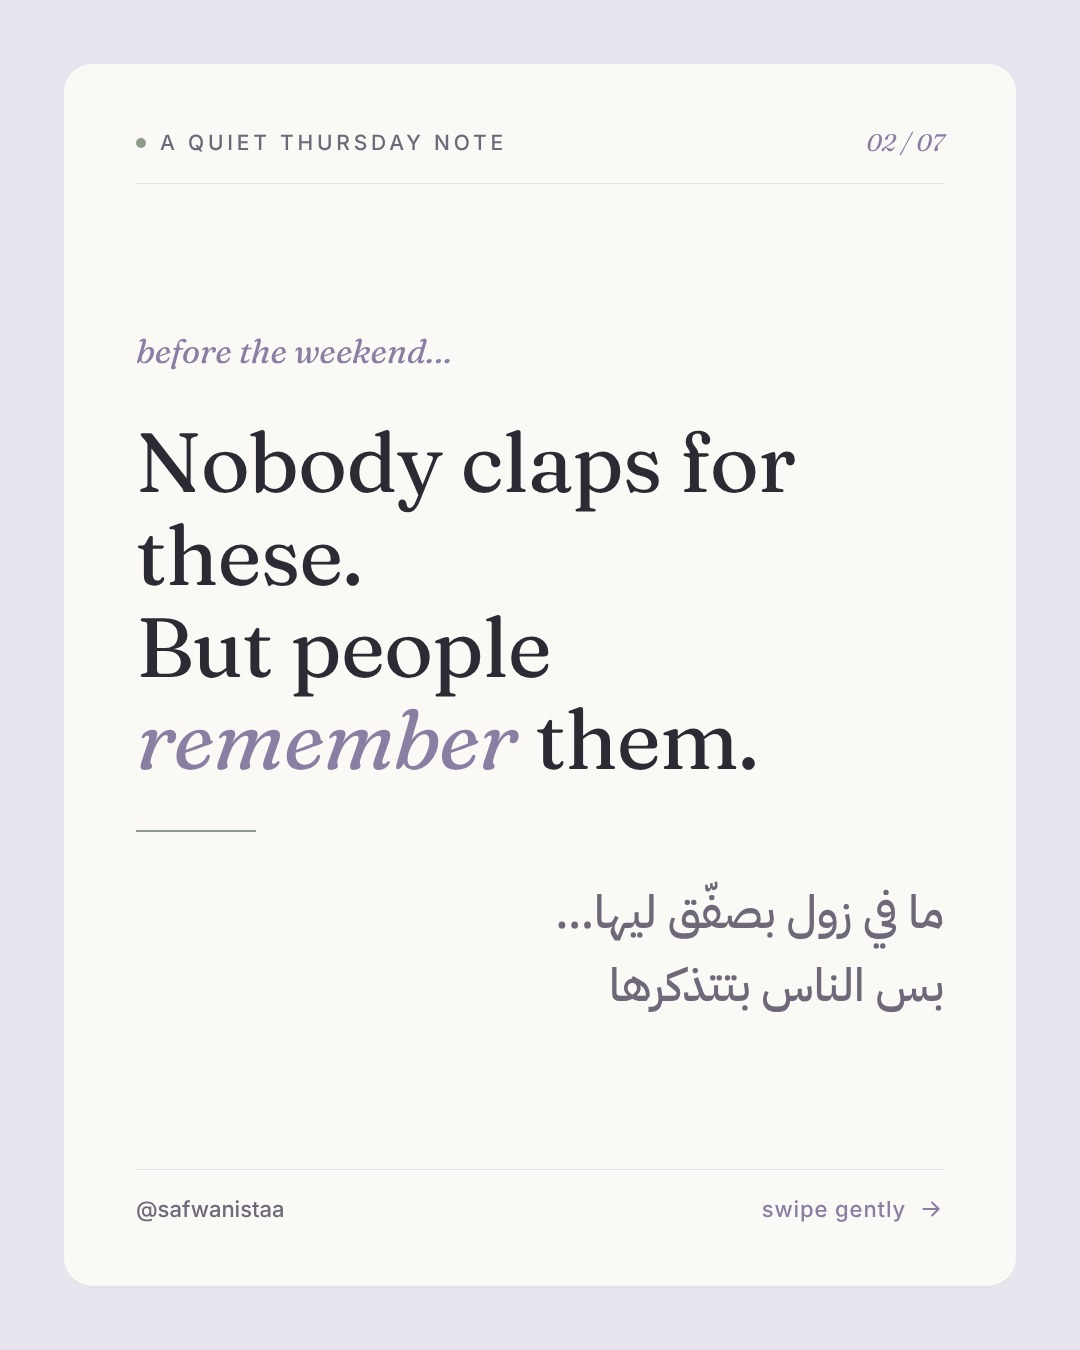 A QUIET THURSDAY NOTE
02 / 07
before the weekend...
Nobody claps for
these.
But people
remember them.
ما في زول بصفّق ليها...
بس الناس بتتذكرها
@safwanistaa
swipe gently →